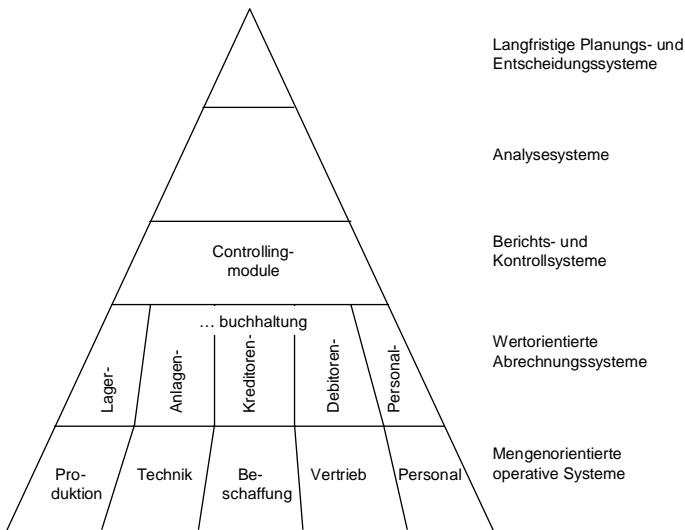 Langfristige Planungs- und
Entscheidungssysteme
Analysesysteme
Controlling-
module
Berichts- und
Kontrollsysteme
… buchhaltung
Lager-
Anlagen-
Kreditoren-
Debitoren-
Personal-
Wertorientierte
Abrechnungssysteme
Pro-
duktion
Technik
Be-
schaffung
Vertrieb
Personal
Mengenorientierte
operative Systeme